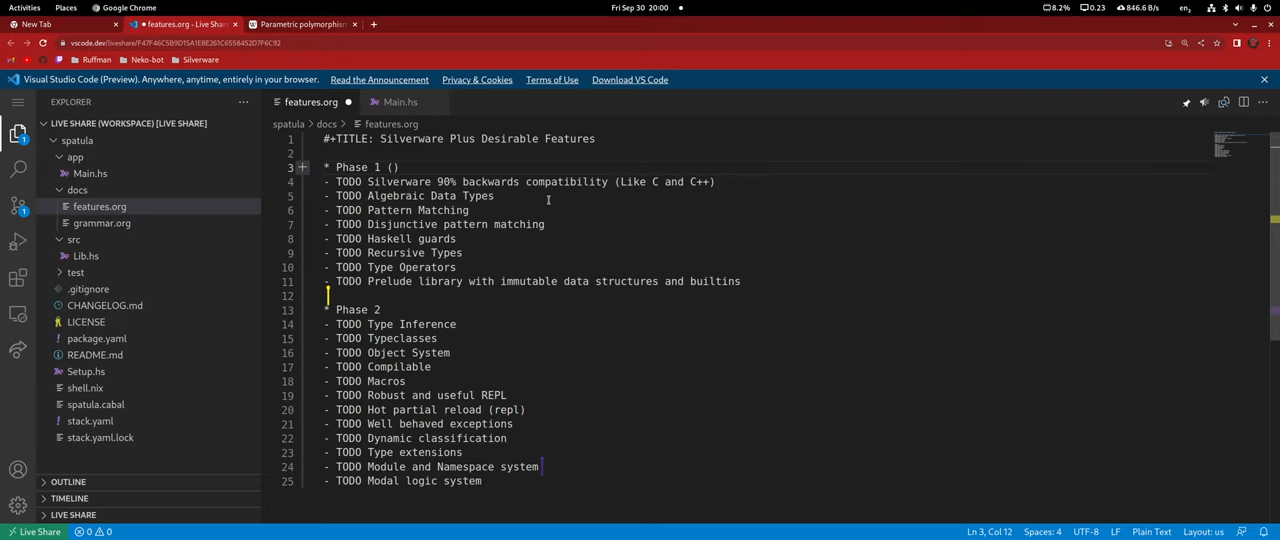 Activities Places Google Chrome Fri Sep 30 20:00 8.2% 0.23 846.6 B/s en₂
New Tab features.org - Live Share Parametric polymorphism
vscode.dev/liveshare/F47F46C5B9D15A1E8E261C6558452D7F6C92
Ruffman Neko-bot Silverware
Visual Studio Code (Preview). Anywhere, anytime, entirely in your browser. Read the Announcement Privacy & Cookies Terms of Use Download VS Code
EXPLORER
features.org Main.hs
LIVE SHARE (WORKSPACE) [LIVE SHARE]
spatula
app
Main.hs
docs
features.org
grammar.org
src
Lib.hs
test
.gitignore
CHANGELOG.md
LICENSE
package.yaml
README.md
Setup.hs
shell.nix
spatula.cabal
stack.yaml
stack.yaml.lock
OUTLINE
TIMELINE
LIVE SHARE
spatula > docs > features.org
1 #+TITLE: Silverware Plus Desirable Features
2
3 * Phase 1 ()
4 - TODO Silverware 90% backwards compatibility (Like C and C++)
5 - TODO Algebraic Data Types
6 - TODO Pattern Matching
7 - TODO Disjunctive pattern matching
8 - TODO Haskell guards
9 - TODO Recursive Types
10 - TODO Type Operators
11 - TODO Prelude library with immutable data structures and builtins
12
13 * Phase 2
14 - TODO Type Inference
15 - TODO Typeclasses
16 - TODO Object System
17 - TODO Compilable
18 - TODO Macros
19 - TODO Robust and useful REPL
20 - TODO Hot partial reload (repl)
21 - TODO Well behaved exceptions
22 - TODO Dynamic classification
23 - TODO Type extensions
24 - TODO Module and Namespace system
25 - TODO Modal logic system
Live Share 0 0 Ln 3, Col 12 Spaces: 4 UTF-8 LF Plain Text Layout: us